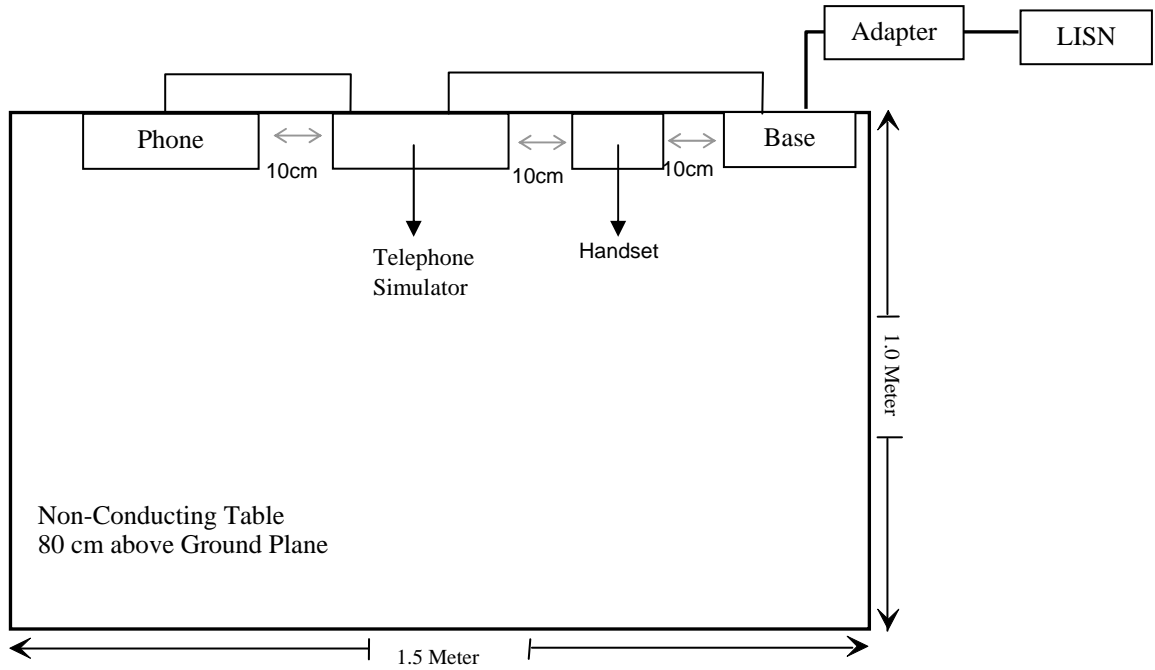 Adapter
LISN
Phone
Base
10cm
10cm
10cm
Telephone
Simulator
Handset
1.0 Meter
Non-Conducting Table
80 cm above Ground Plane
1.5 Meter